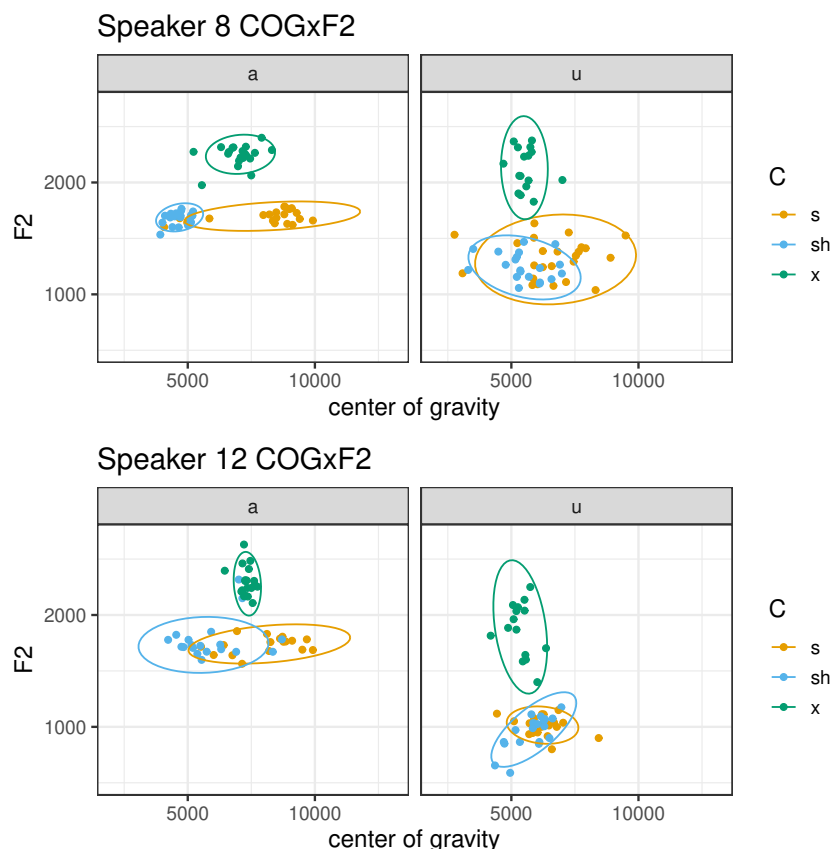 Speaker 8 COGxF2
a
u
2000
1000
F2
5000
10000
5000
10000
center of gravity
C
s
sh
x
Speaker 12 COGxF2
a
u
2000
1000
F2
5000
10000
5000
10000
center of gravity
C
s
sh
x